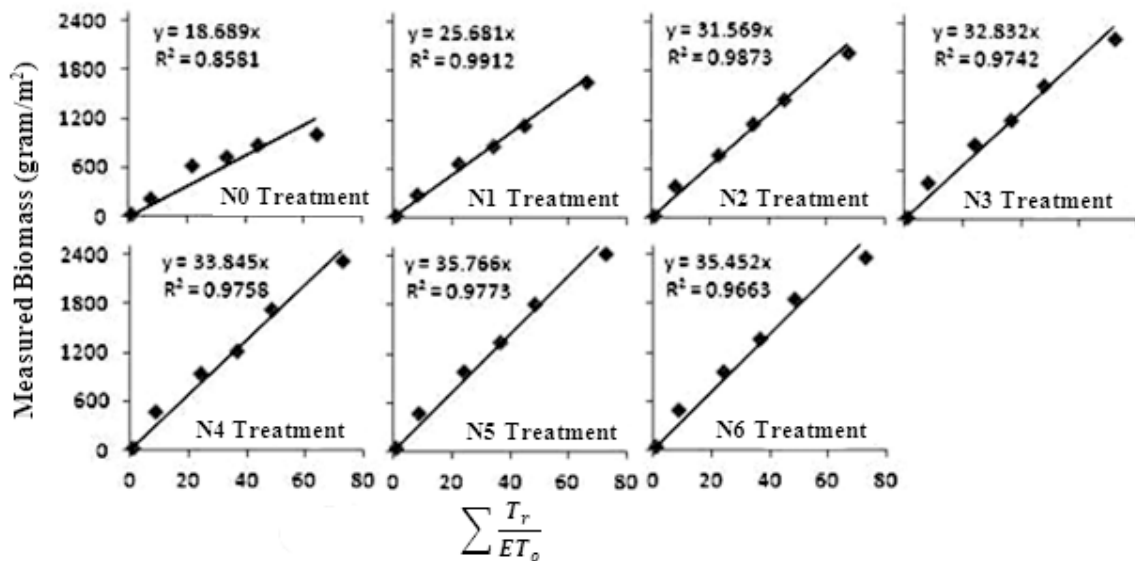 Measured Biomass (gram/m²)
2400
1800
1200
600
0
y = 18.689x
R² = 0.8581
N0 Treatment
y = 25.681x
R² = 0.9912
N1 Treatment
y = 31.569x
R² = 0.9873
N2 Treatment
y = 32.832x
R² = 0.9742
N3 Treatment
2400
1800
1200
600
0
y = 33.845x
R² = 0.9758
N4 Treatment
0 20 40 60 80
y = 35.766x
R² = 0.9773
N5 Treatment
0 20 40 60 80
y = 35.452x
R² = 0.9663
N6 Treatment
0 20 40 60 80
∑ T_r / ET_o